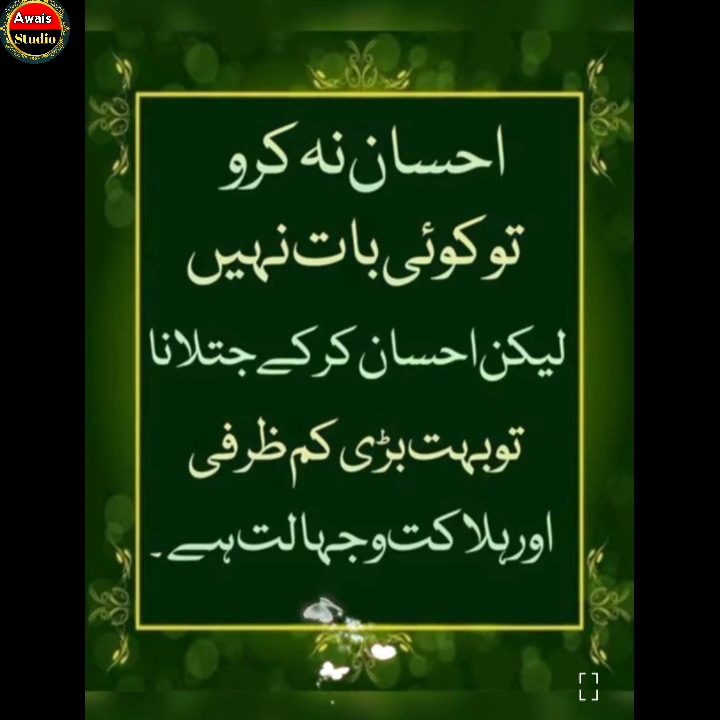 Awais
Studio
احسان نہ کرو
تو کوئی بات نہیں
لیکن احسان کر کے جتلانا
تو بہت بڑی کم ظرفی
اور ہلاکت و جہالت ہے۔